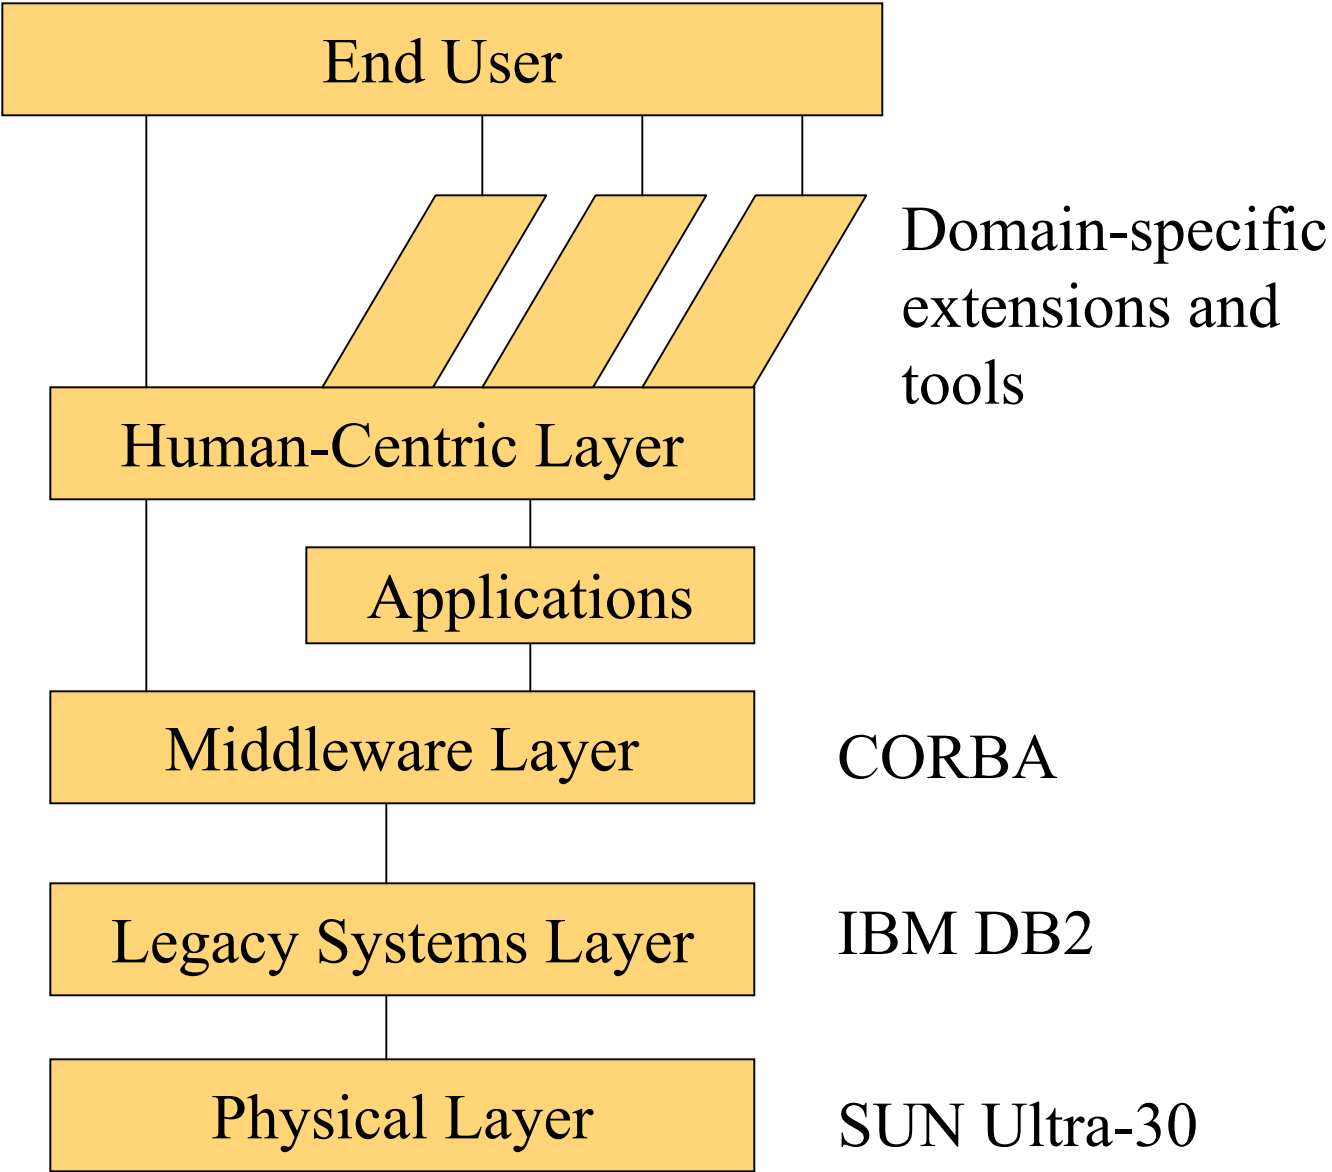 End User
Domain-specific
extensions and
tools
Human-Centric Layer
Applications
Middleware Layer
CORBA
Legacy Systems Layer
IBM DB2
Physical Layer
SUN Ultra-30